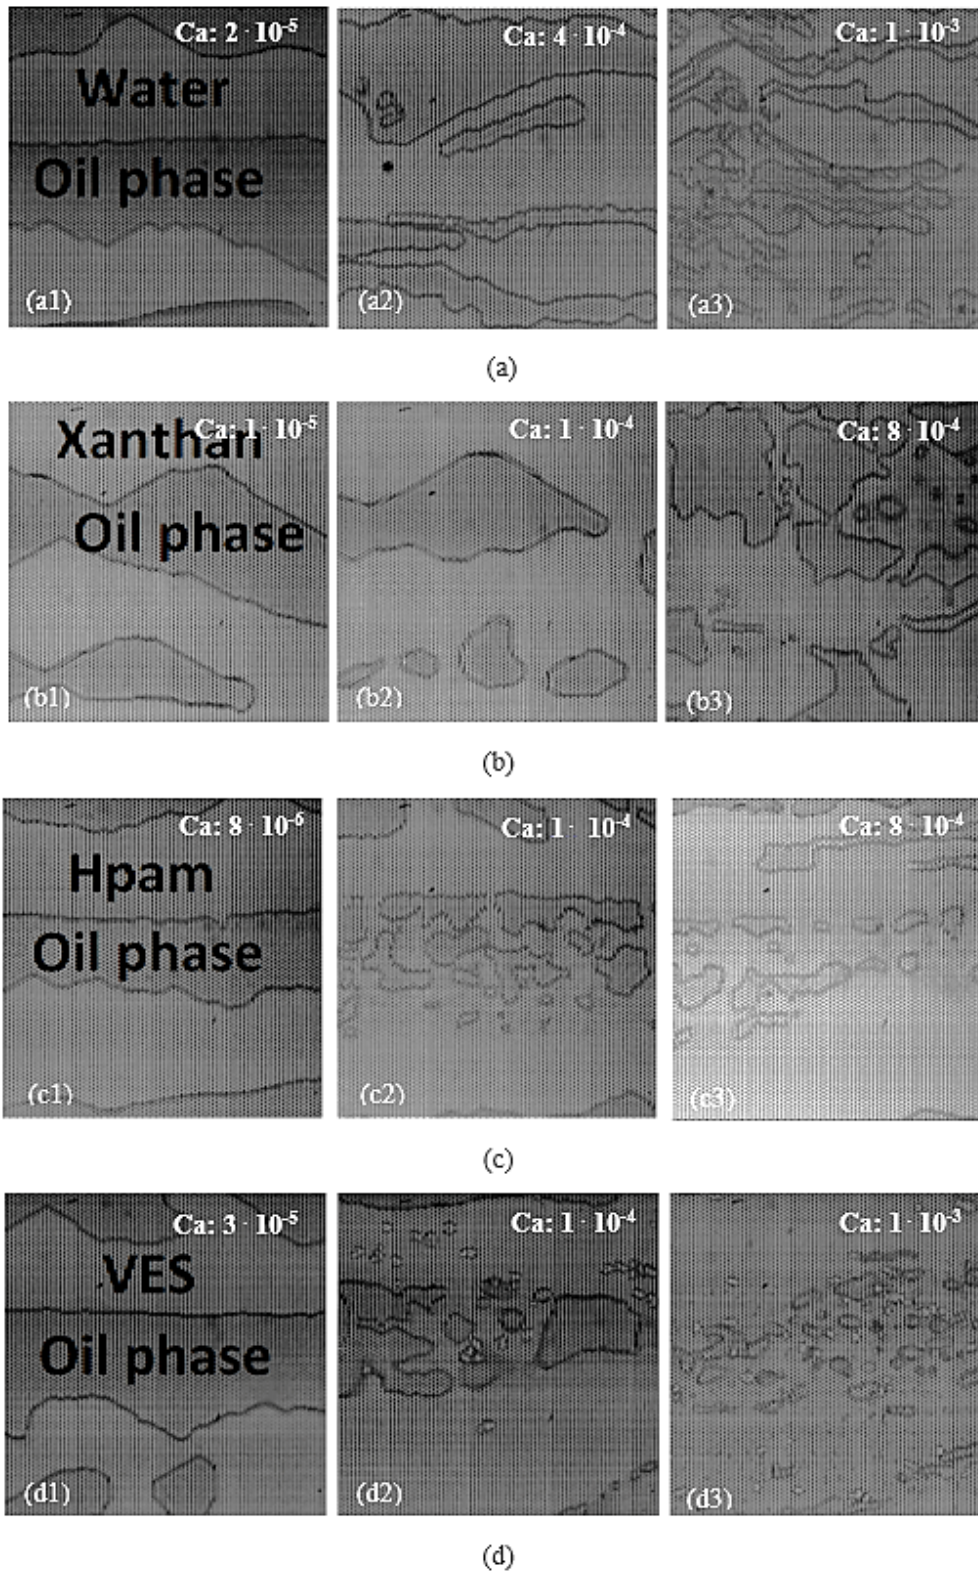 Ca: 2 · 10-5
Water
Oil phase
(a1)
Ca: 4 · 10-4
(a2)
Ca: 1 · 10-3
(a3)
(a)
Xanthan
Ca: 1 · 10-5
Oil phase
(b1)
Ca: 1 · 10-4
(b2)
Ca: 8 · 10-4
(b3)
(b)
Ca: 8 · 10-6
Hpam
Oil phase
(c1)
Ca: 1 · 10-4
(c2)
Ca: 8 · 10-4
(c3)
(c)
Ca: 3 · 10-5
VES
Oil phase
(d1)
Ca: 1 · 10-4
(d2)
Ca: 1 · 10-3
(d3)
(d)